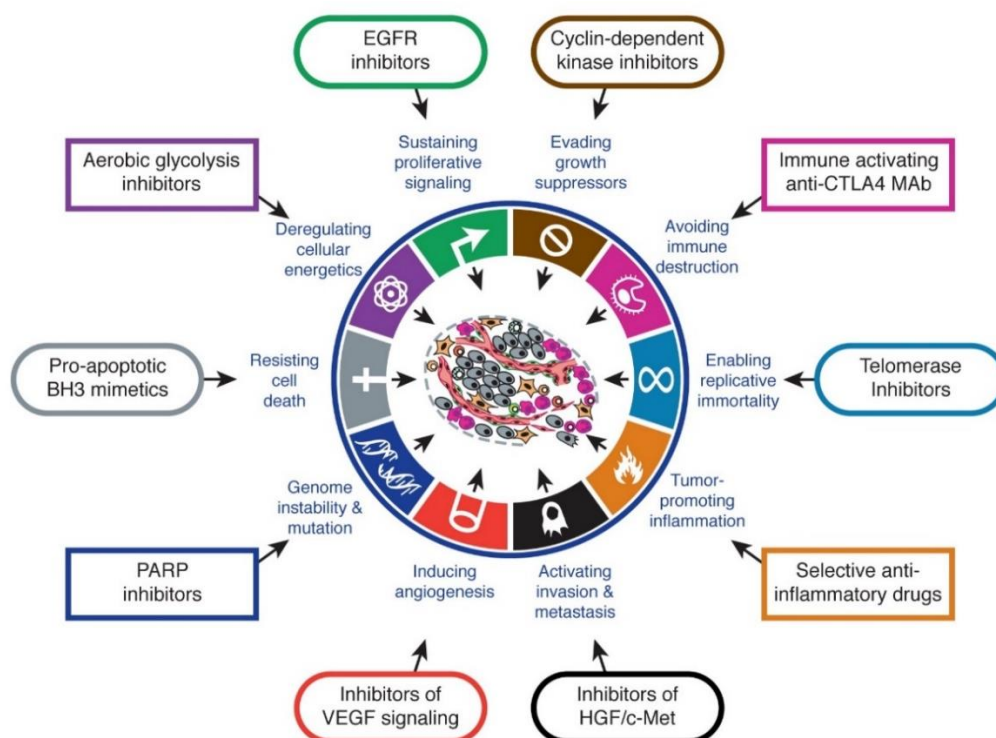 EGFR
inhibitors
Cyclin-dependent
kinase inhibitors
Sustaining
proliferative
signaling
Evading
growth
suppressors
Aerobic glycolysis
inhibitors
Immune activating
anti-CTLA4 MAb
Deregulating
cellular
energetics
Avoiding
immune
destruction
Pro-apoptotic
BH3 mimetics
Resisting
cell
death
Enabling
replicative
immortality
Telomerase
Inhibitors
Genome
instability &
mutation
Tumor-
promoting
inflammation
PARP
inhibitors
Inducing
angiogenesis
Activating
invasion &
metastasis
Selective anti-
inflammatory drugs
Inhibitors of
VEGF signaling
Inhibitors of
HGF/c-Met